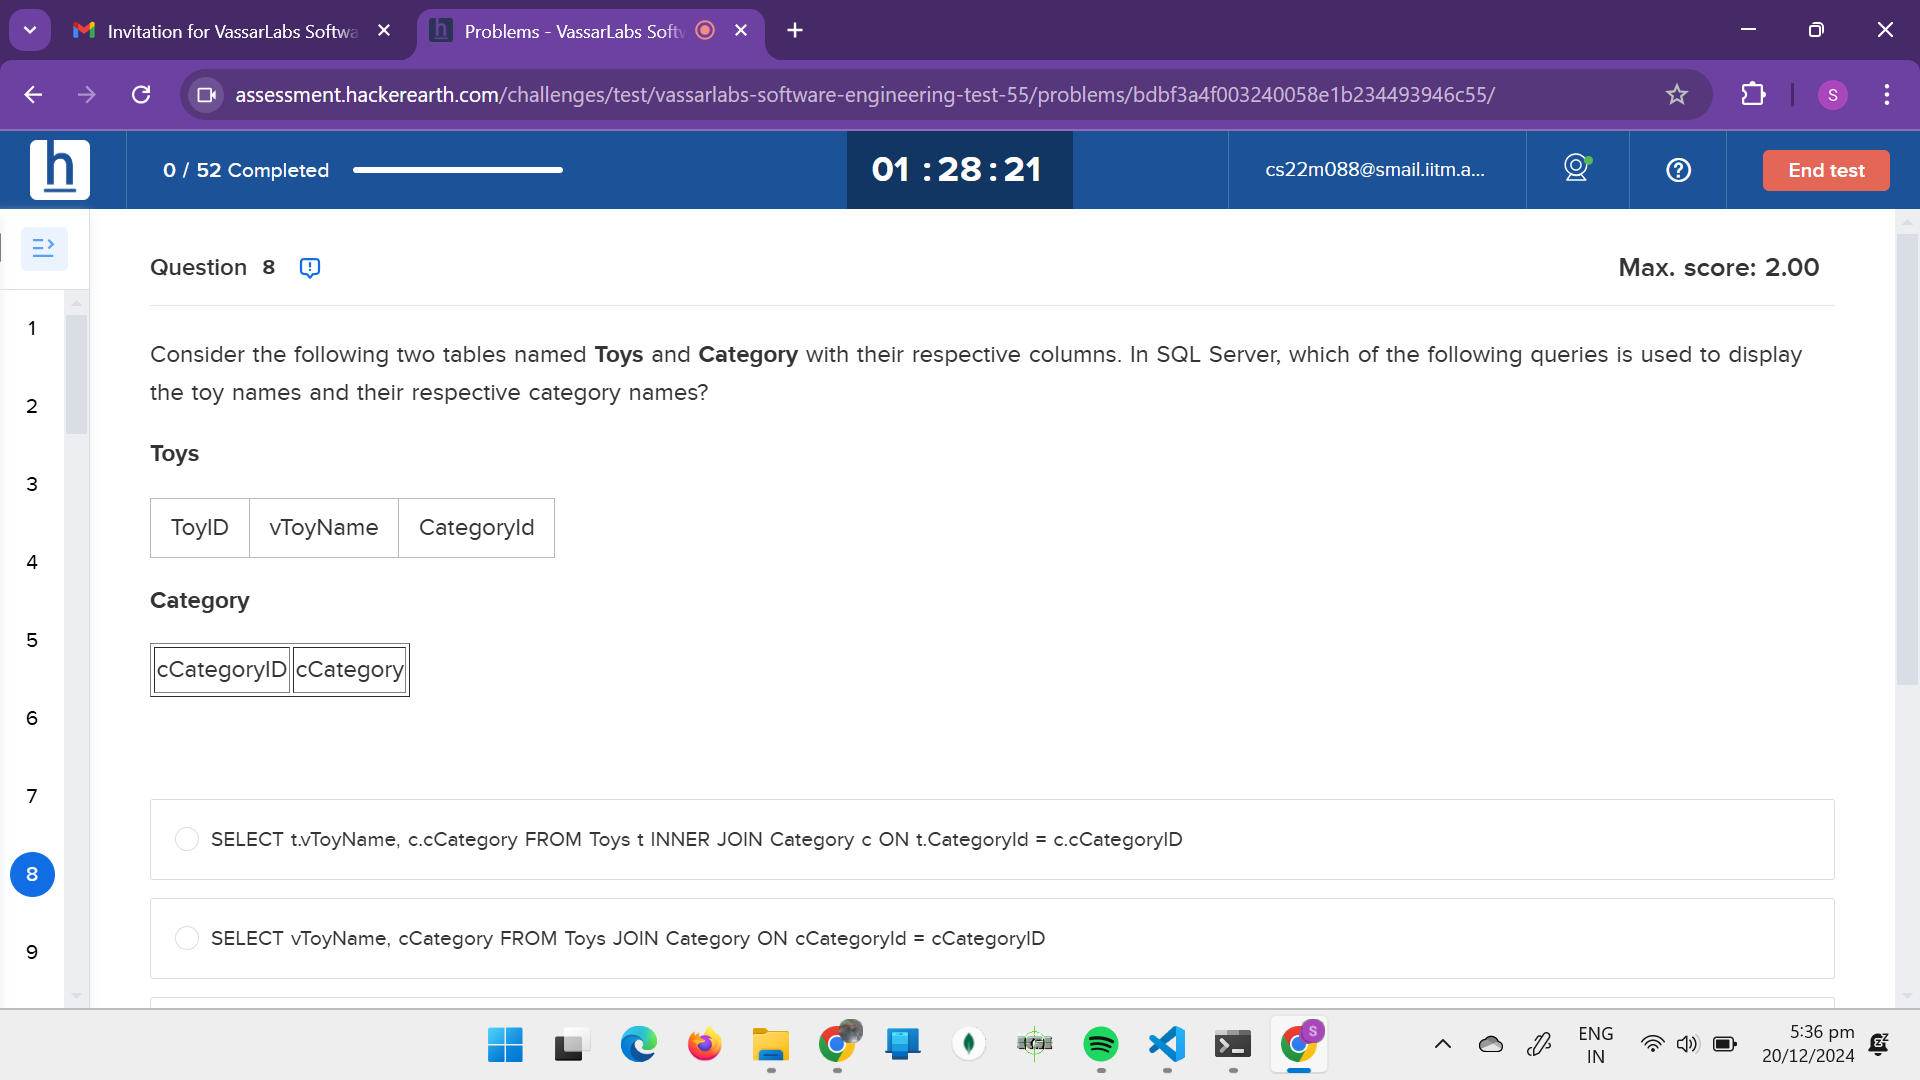 Invitation for VassarLabs Softwa
Problems - VassarLabs Softw
assessment.hackerearth.com/challenges/test/vassarlabs-software-engineering-test-55/problems/bdbf3a4f003240058e1b234493946c55/
S
h
0 / 52 Completed
01 : 28 : 21
cs22m088@smail.iitm.a...
End test
Question 8
Max. score: 2.00
Consider the following two tables named Toys and Category with their respective columns. In SQL Server, which of the following queries is used to display
the toy names and their respective category names?
Toys
ToyID vToyName CategoryId
Category
cCategoryID cCategory
SELECT t.vToyName, c.cCategory FROM Toys t INNER JOIN Category c ON t.CategoryId = c.cCategoryID
SELECT vToyName, cCategory FROM Toys JOIN Category ON cCategoryId = cCategoryID
1
2
3
4
5
6
7
8
9
S
ENG
IN
5:36 pm
20/12/2024